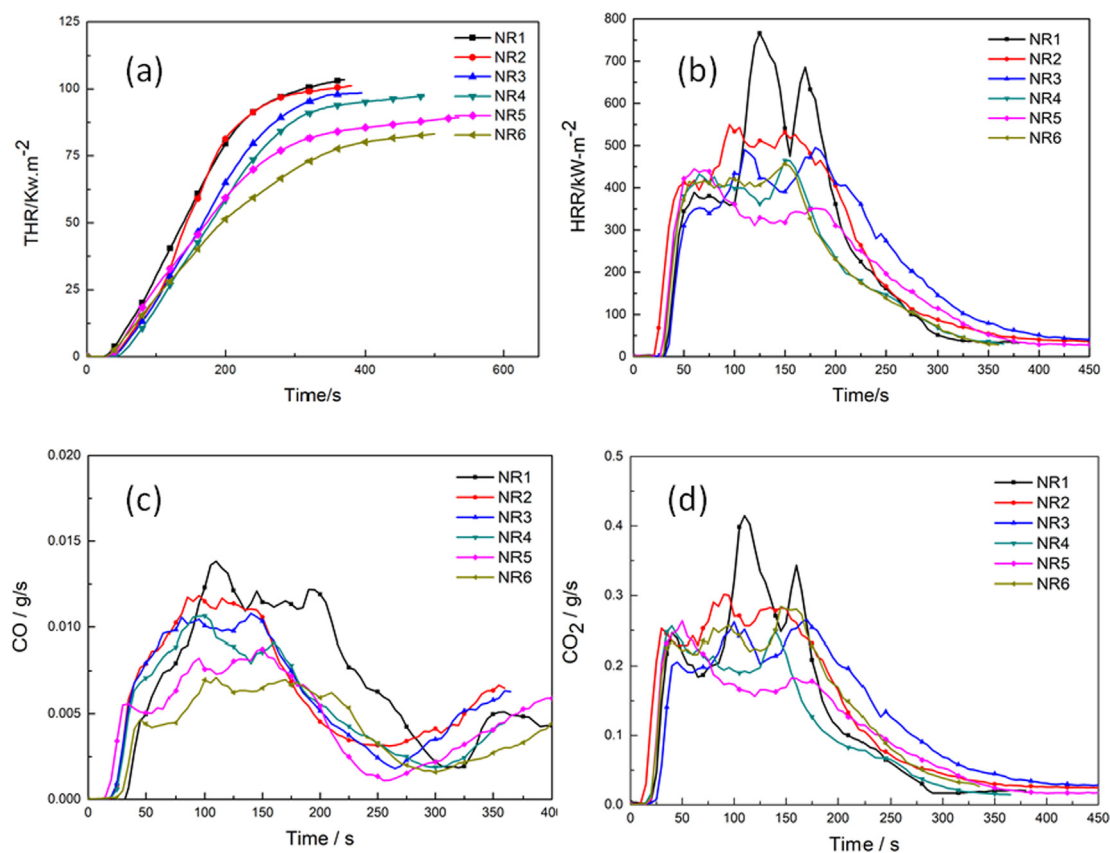 (a)
THR/Kw.m-2
125
100
75
50
25
0
0 200 400 600
Time/s
NR1
NR2
NR3
NR4
NR5
NR6
(b)
HRR/kW-m-2
800
700
600
500
400
300
200
100
0
0 50 100 150 200 250 300 350 400 450
Time/s
NR1
NR2
NR3
NR4
NR5
NR6
(c)
CO / g/s
0.020
0.015
0.010
0.005
0.000
0 50 100 150 200 250 300 350 400
Time / s
NR1
NR2
NR3
NR4
NR5
NR6
(d)
CO2 / g/s
0.5
0.4
0.3
0.2
0.1
0.0
0 50 100 150 200 250 300 350 400 450
Time / s
NR1
NR2
NR3
NR4
NR5
NR6